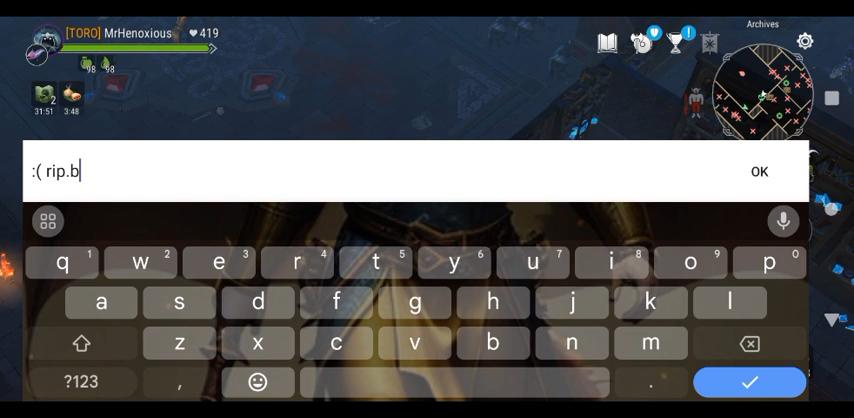 Archives
[TORO] MrHenoxious ♥ 419
98 98
2
31:51 3:48
:( rip.b
OK
q 1 w 2 e 3 r 4 t 5 y 6 u 7 i 8 o 9 p 0
a s d f g h j k l
z x c v b n m
?123 , .